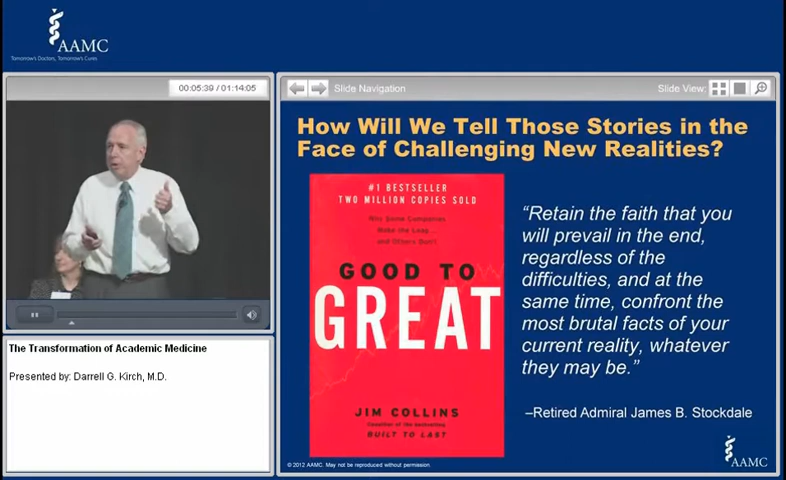 AAMC
Tomorrow's Doctors, Tomorrow's Cures
00:05:39 / 01:14:05
Slide Navigation
Slide View:
How Will We Tell Those Stories in the
Face of Challenging New Realities?
#1 BESTSELLER
TWO MILLION COPIES SOLD
Why Some Companies
Make the Leap...
and Others Don't
GOOD TO
GREAT
JIM COLLINS
Coauthor of the bestselling
BUILT TO LAST
“Retain the faith that you
will prevail in the end,
regardless of the
difficulties, and at the
same time, confront the
most brutal facts of your
current reality, whatever
they may be.”
–Retired Admiral James B. Stockdale
The Transformation of Academic Medicine
Presented by: Darrell G. Kirch, M.D.
© 2012 AAMC. May not be reproduced without permission.
AAMC